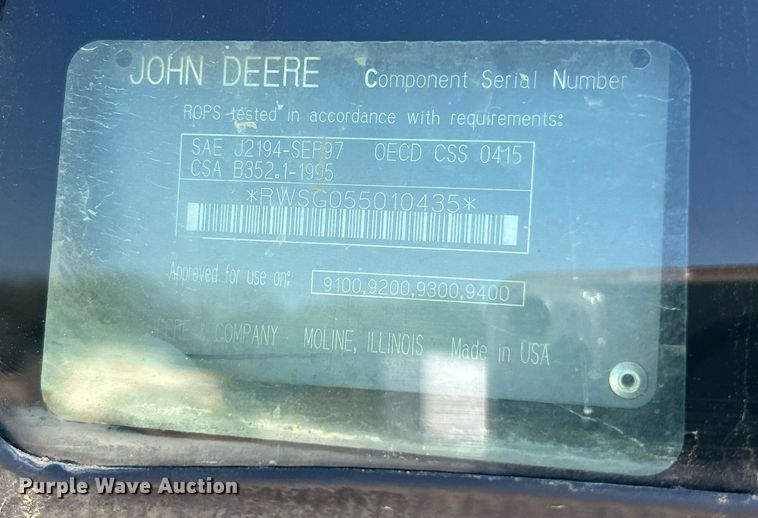 JOHN DEERE Component Serial Number
ROPS tested in accordance with requirements:
SAE J2194-SEP97 OECD CSS 0415
CSA B352.1-1995
*RWSG055010435*
Approved for use on: 9100,9200,9300,9400
DEERE & COMPANY MOLINE, ILLINOIS Made in USA
Purple Wave Auction